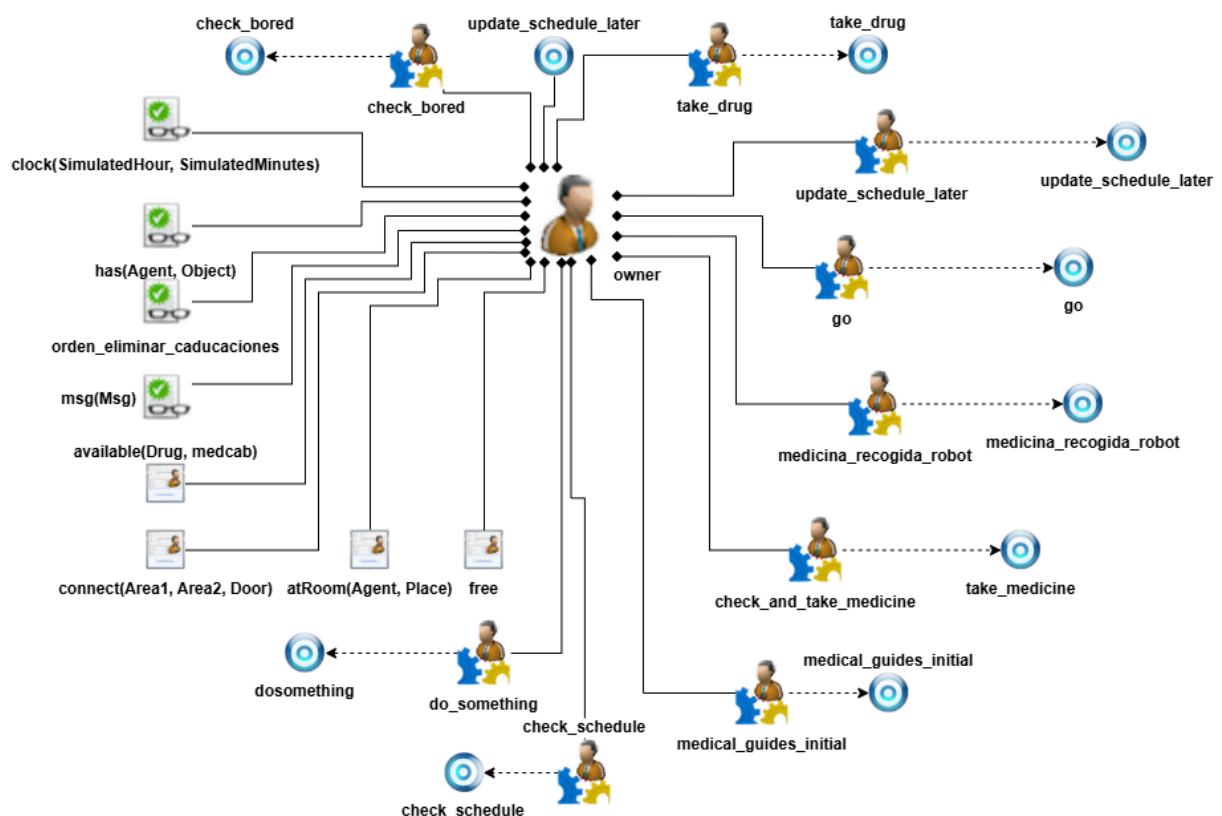 check_bored
update_schedule_later
take_drug
check_bored
take_drug
clock(SimulatedHour, SimulatedMinutes)
update_schedule_later
update_schedule_later
has(Agent, Object)
owner
go
go
orden_eliminar_caducaciones
msg(Msg)
medicina_recogida_robot
medicina_recogida_robot
available(Drug, medcab)
connect(Area1, Area2, Door)
atRoom(Agent, Place)
free
check_and_take_medicine
take_medicine
medical_guides_initial
dosomething
do_something
check_schedule
medical_guides_initial
check_schedule